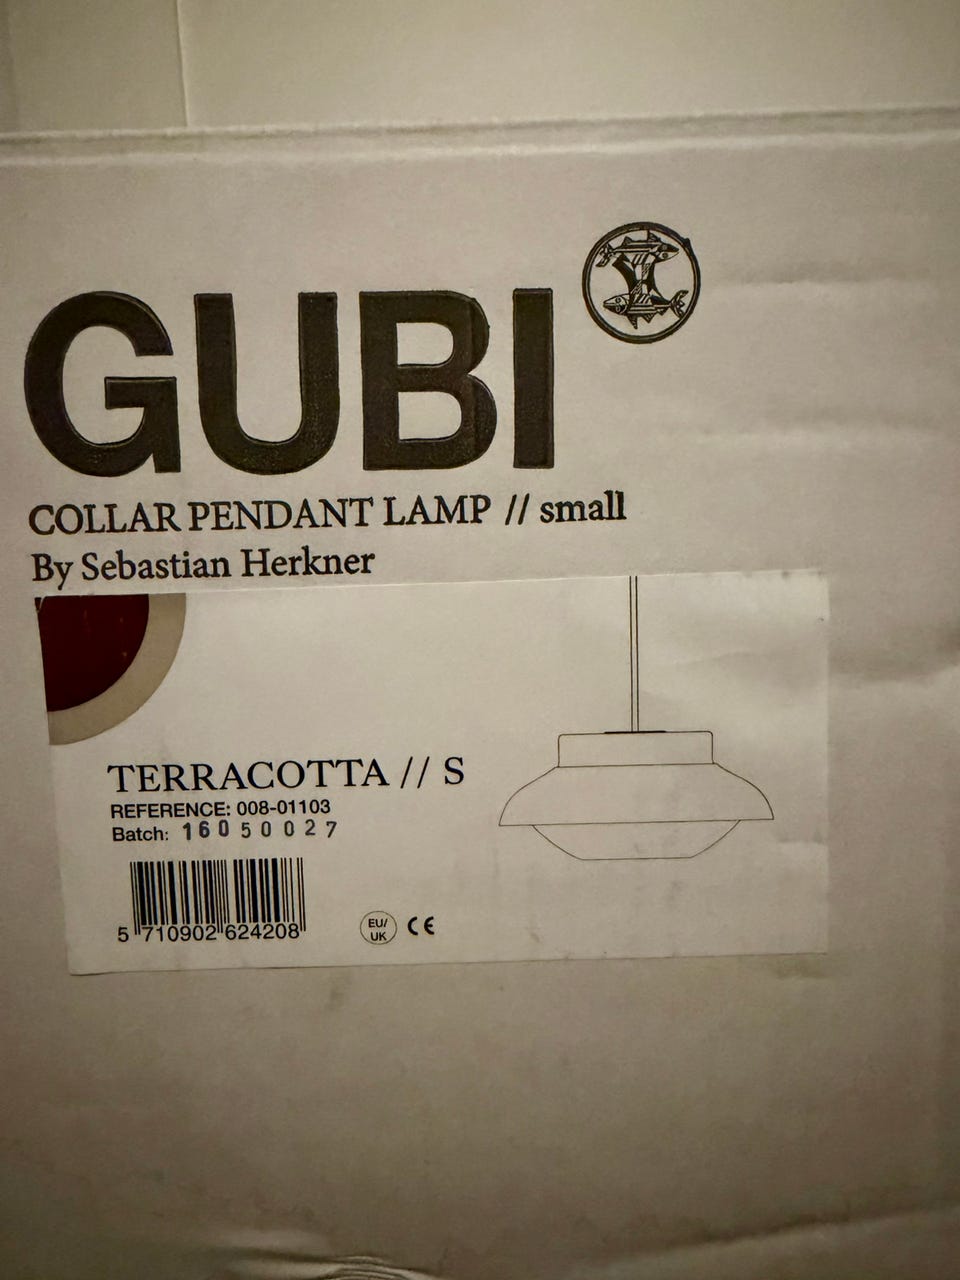 GUBI
COLLAR PENDANT LAMP // small
By Sebastian Herkner
TERRACOTTA // S
REFERENCE: 008-01103
Batch: 16050027
5 710902 624208
EU/
UK
CE